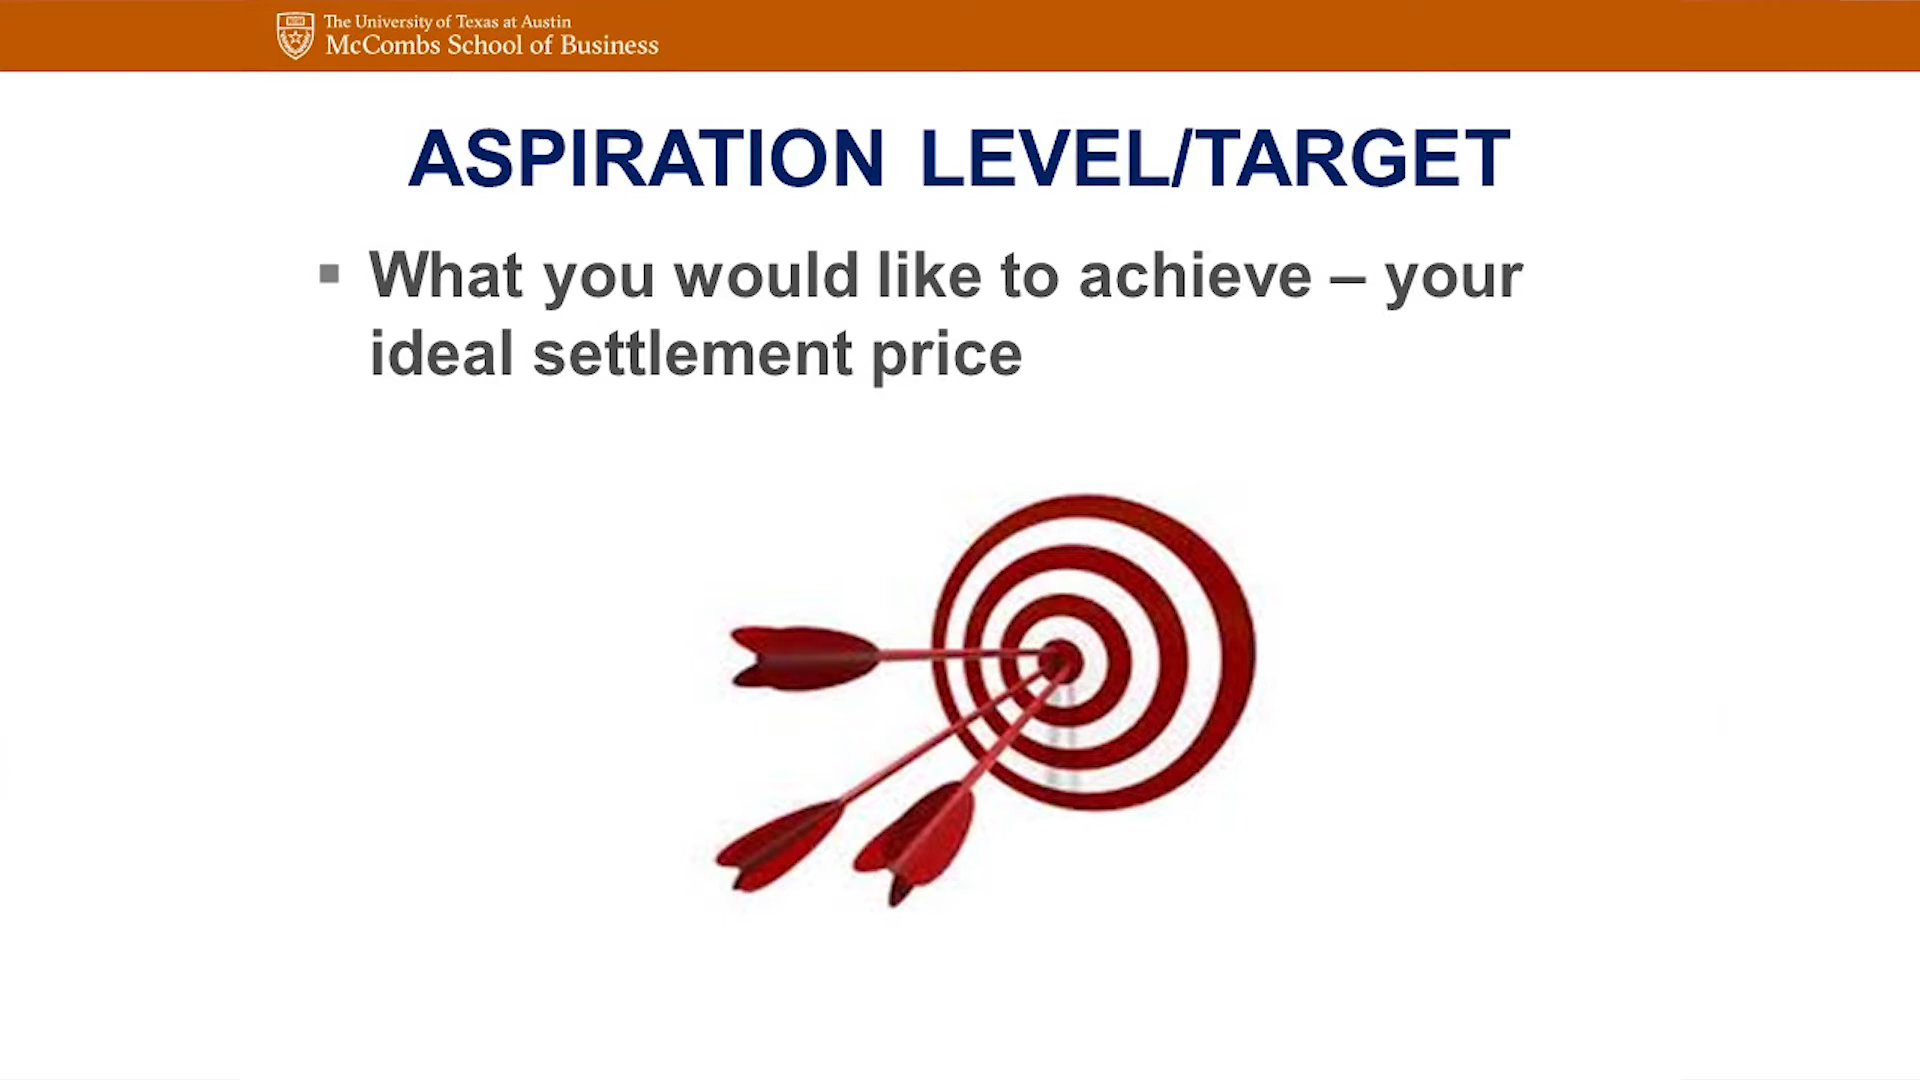 The University of Texas at Austin
McCombs School of Business
ASPIRATION LEVEL/TARGET
▪ What you would like to achieve – your
ideal settlement price